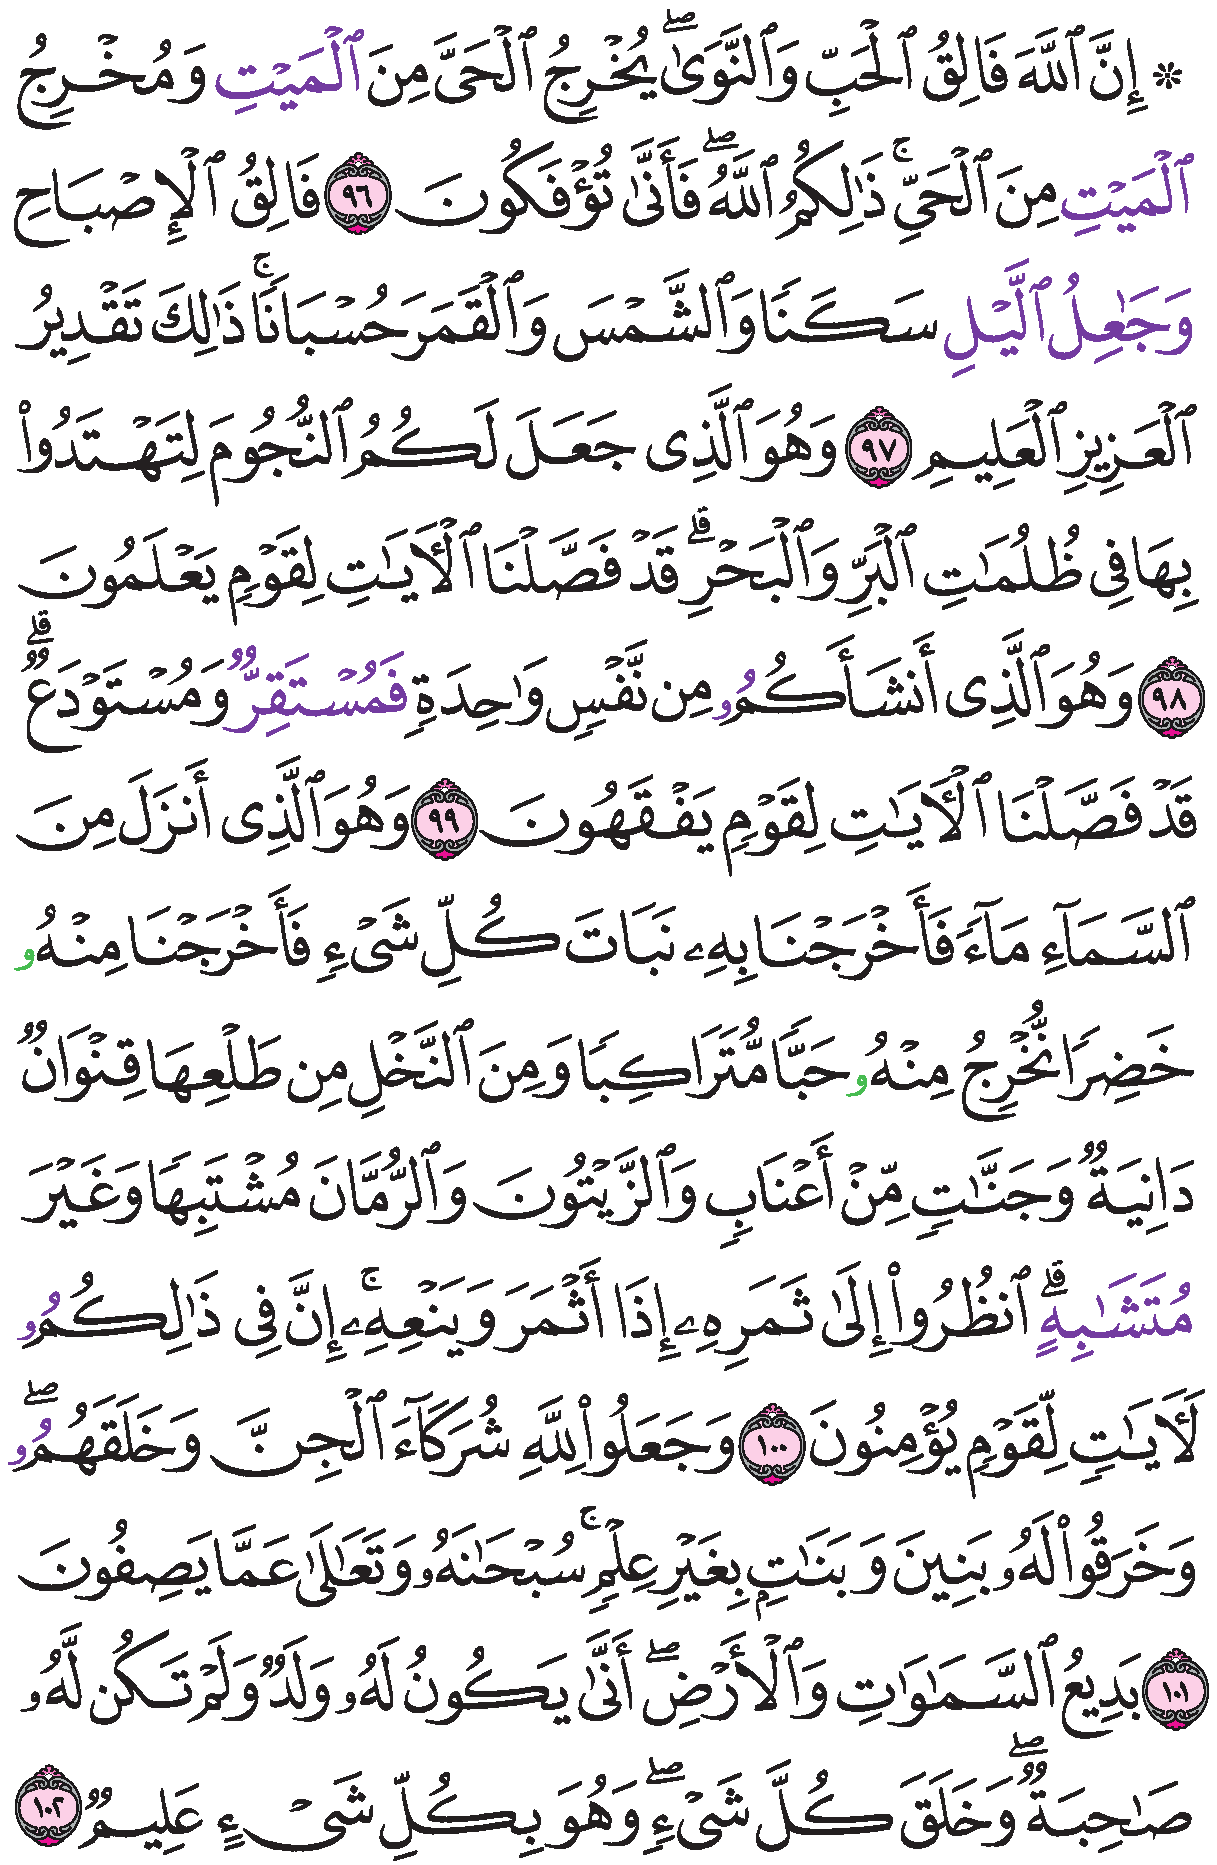 ۞ إِنَّ ٱللَّهَ فَالِقُ ٱلْحَبِّ وَٱلنَّوَىٰۖ يُخْرِجُ ٱلْحَيَّ مِنَ ٱلْمَيْتِ وَمُخْرِجُ
ٱلْمَيْتِ مِنَ ٱلْحَيِّۚ ذَٰلِكُمُ ٱللَّهُۖ فَأَنَّىٰ تُؤْفَكُونَ ٩٦ فَالِقُ ٱلْإِصْبَاحِ
وَجَٰعِلُ ٱلَّيْلِ سَكَنًا وَٱلشَّمْسَ وَٱلْقَمَرَ حُسْبَانًاۚ ذَٰلِكَ تَقْدِيرُ
ٱلْعَزِيزِ ٱلْعَلِيمِ ٩٧ وَهُوَ ٱلَّذِى جَعَلَ لَكُمُ ٱلنُّجُومَ لِتَهْتَدُوا۟
بِهَا فِى ظُلُمَٰتِ ٱلْبَرِّ وَٱلْبَحْرِۗ قَدْ فَصَّلْنَا ٱلْأَيَٰتِ لِقَوْمٍ يَعْلَمُونَ
٩٨ وَهُوَ ٱلَّذِى أَنشَأَكُمُۥ مِن نَّفْسٍ وَٰحِدَةٍ فَمُسْتَقِرٌّ وَمُسْتَوْدَعٌۗ
قَدْ فَصَّلْنَا ٱلْأَيَٰتِ لِقَوْمٍ يَفْقَهُونَ ٩٩ وَهُوَ ٱلَّذِى أَنزَلَ مِنَ
ٱلسَّمَآءِ مَآءً فَأَخْرَجْنَا بِهِۦ نَبَاتَ كُلِّ شَىْءٍ فَأَخْرَجْنَا مِنْهُۥ
خَضِرًا نُّخْرِجُ مِنْهُۥ حَبًّا مُّتَرَاكِبًا وَمِنَ ٱلنَّخْلِ مِن طَلْعِهَا قِنْوَانٌ
دَانِيَةٌ وَجَنَّٰتٍ مِّنْ أَعْنَابٍ وَٱلزَّيْتُونَ وَٱلرُّمَّانَ مُشْتَبِهًا وَغَيْرَ
مُتَشَٰبِهٍۗ ٱنظُرُوٓا۟ إِلَىٰ ثَمَرِهِۦ إِذَا أَثْمَرَ وَيَنْعِهِۦۚ إِنَّ فِى ذَٰلِكُمُۥ
لَأَيَٰتٍ لِّقَوْمٍ يُؤْمِنُونَ ١٠٠ وَجَعَلُوا۟ لِلَّهِ شُرَكَآءَ ٱلْجِنَّ وَخَلَقَهُمُۥۖ
وَخَرَقُوا۟ لَهُۥ بَنِينَ وَبَنَٰتٍۭ بِغَيْرِ عِلْمٍۚ سُبْحَٰنَهُۥ وَتَعَٰلَىٰ عَمَّا يَصِفُونَ
١٠١ بَدِيعُ ٱلسَّمَٰوَٰتِ وَٱلْأَرْضِۖ أَنَّىٰ يَكُونُ لَهُۥ وَلَدٌ وَلَمْ تَكُن لَّهُۥ
صَٰحِبَةٌۖ وَخَلَقَ كُلَّ شَىْءٍۖ وَهُوَ بِكُلِّ شَىْءٍ عَلِيمٌ ١٠٢